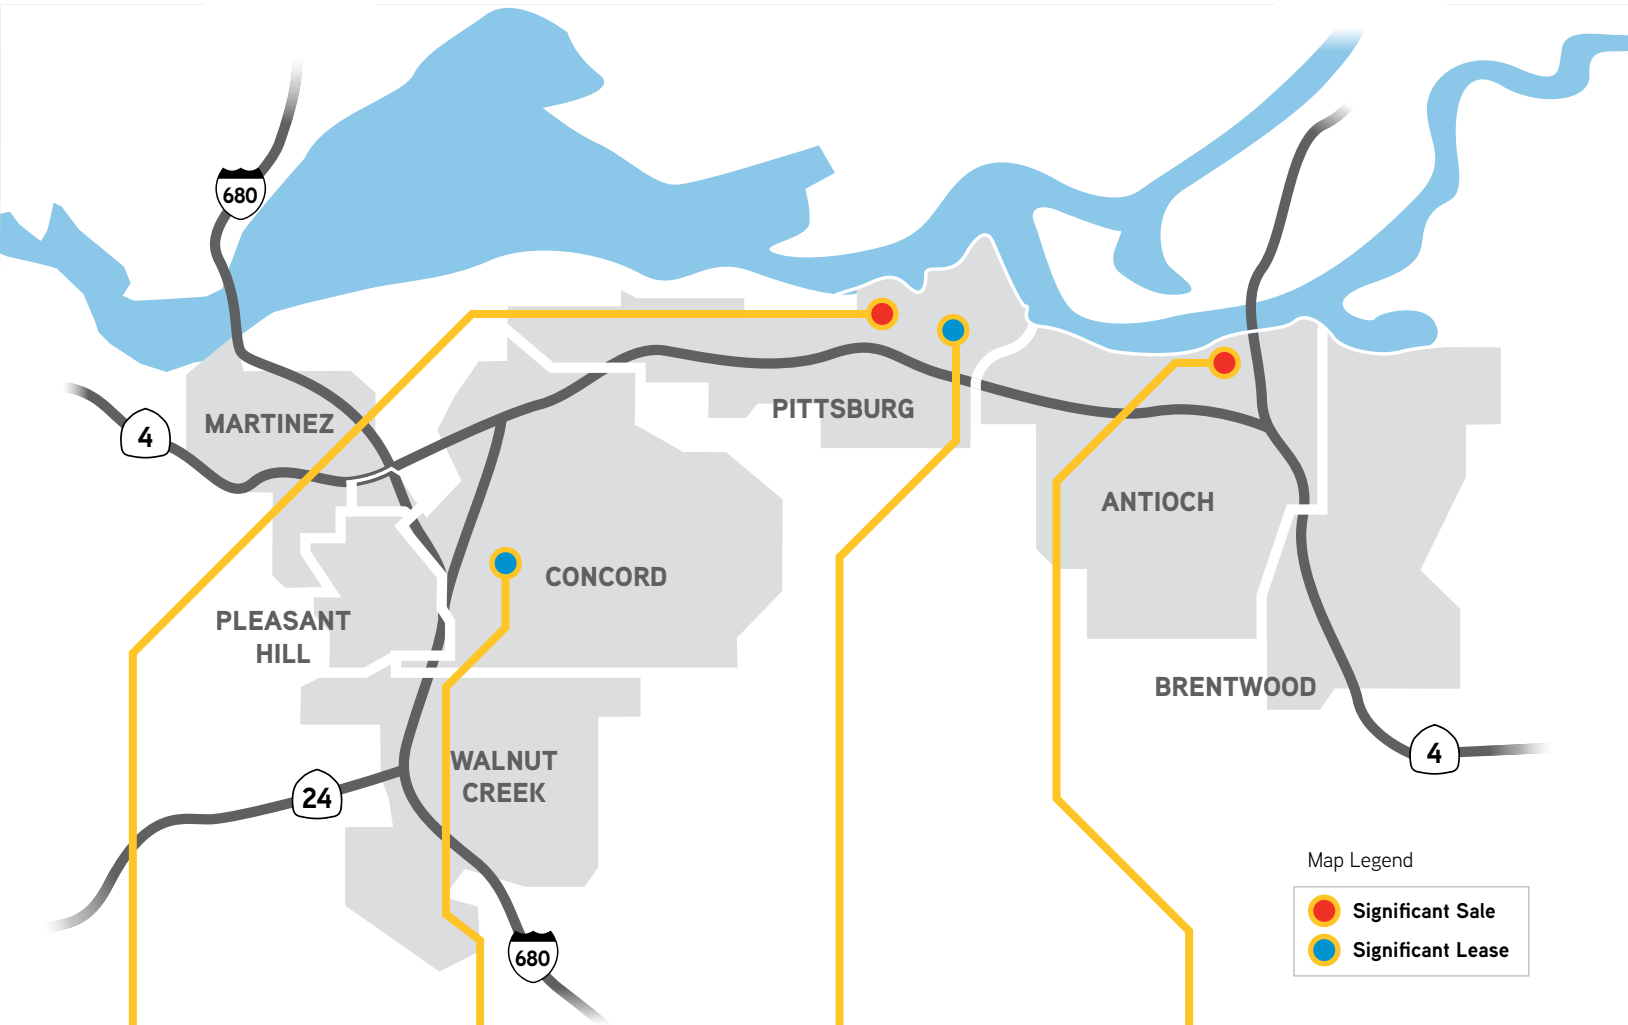 680
MARTINEZ
4
PITTSBURG
ANTIOCH
CONCORD
PLEASANT
HILL
BRENTWOOD
WALNUT
CREEK
4
24
680
Map Legend
Significant Sale
Significant Lease